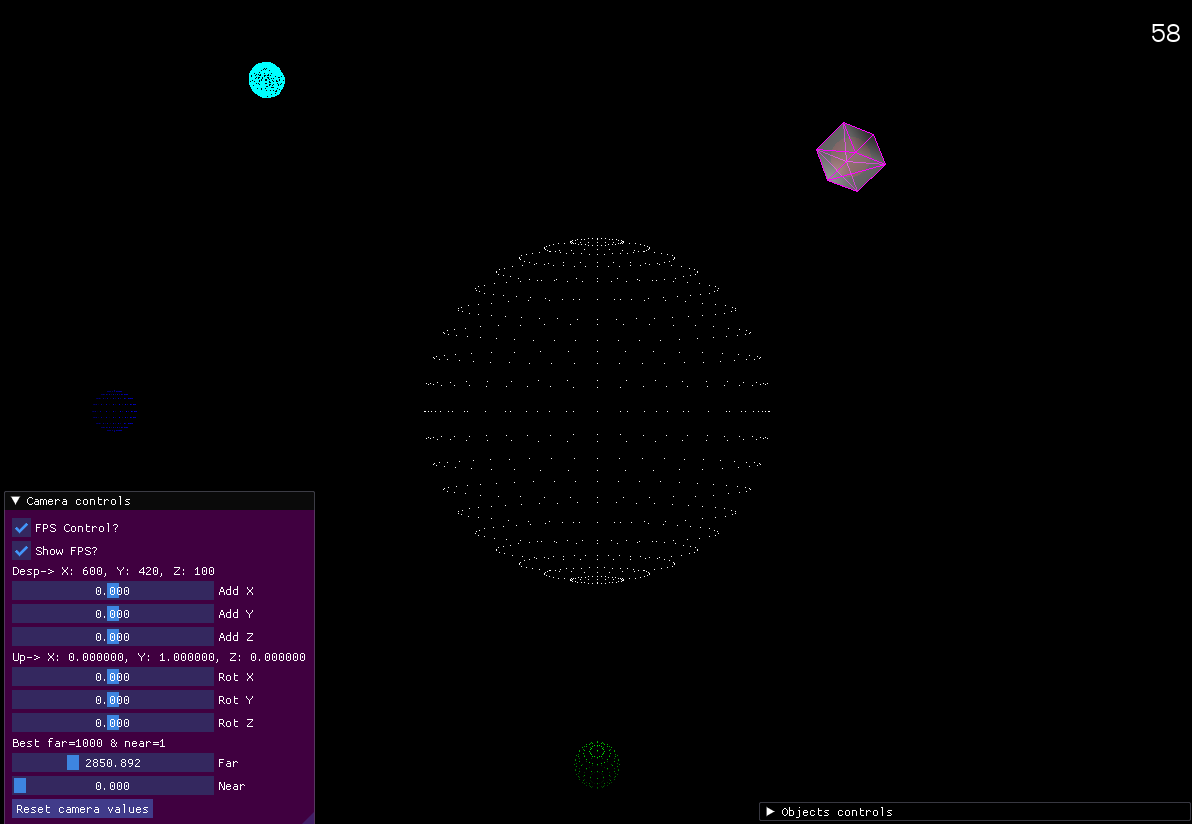 58
Camera controls
FPS Control?
Show FPS?
Desp-> X: 600, Y: 420, Z: 100
0.000 Add X
0.000 Add Y
0.000 Add Z
Up-> X: 0.000000, Y: 1.000000, Z: 0.000000
0.000 Rot X
0.000 Rot Y
0.000 Rot Z
Best far=1000 & near=1
2850.892 Far
0.000 Near
Reset camera values
Objects controls